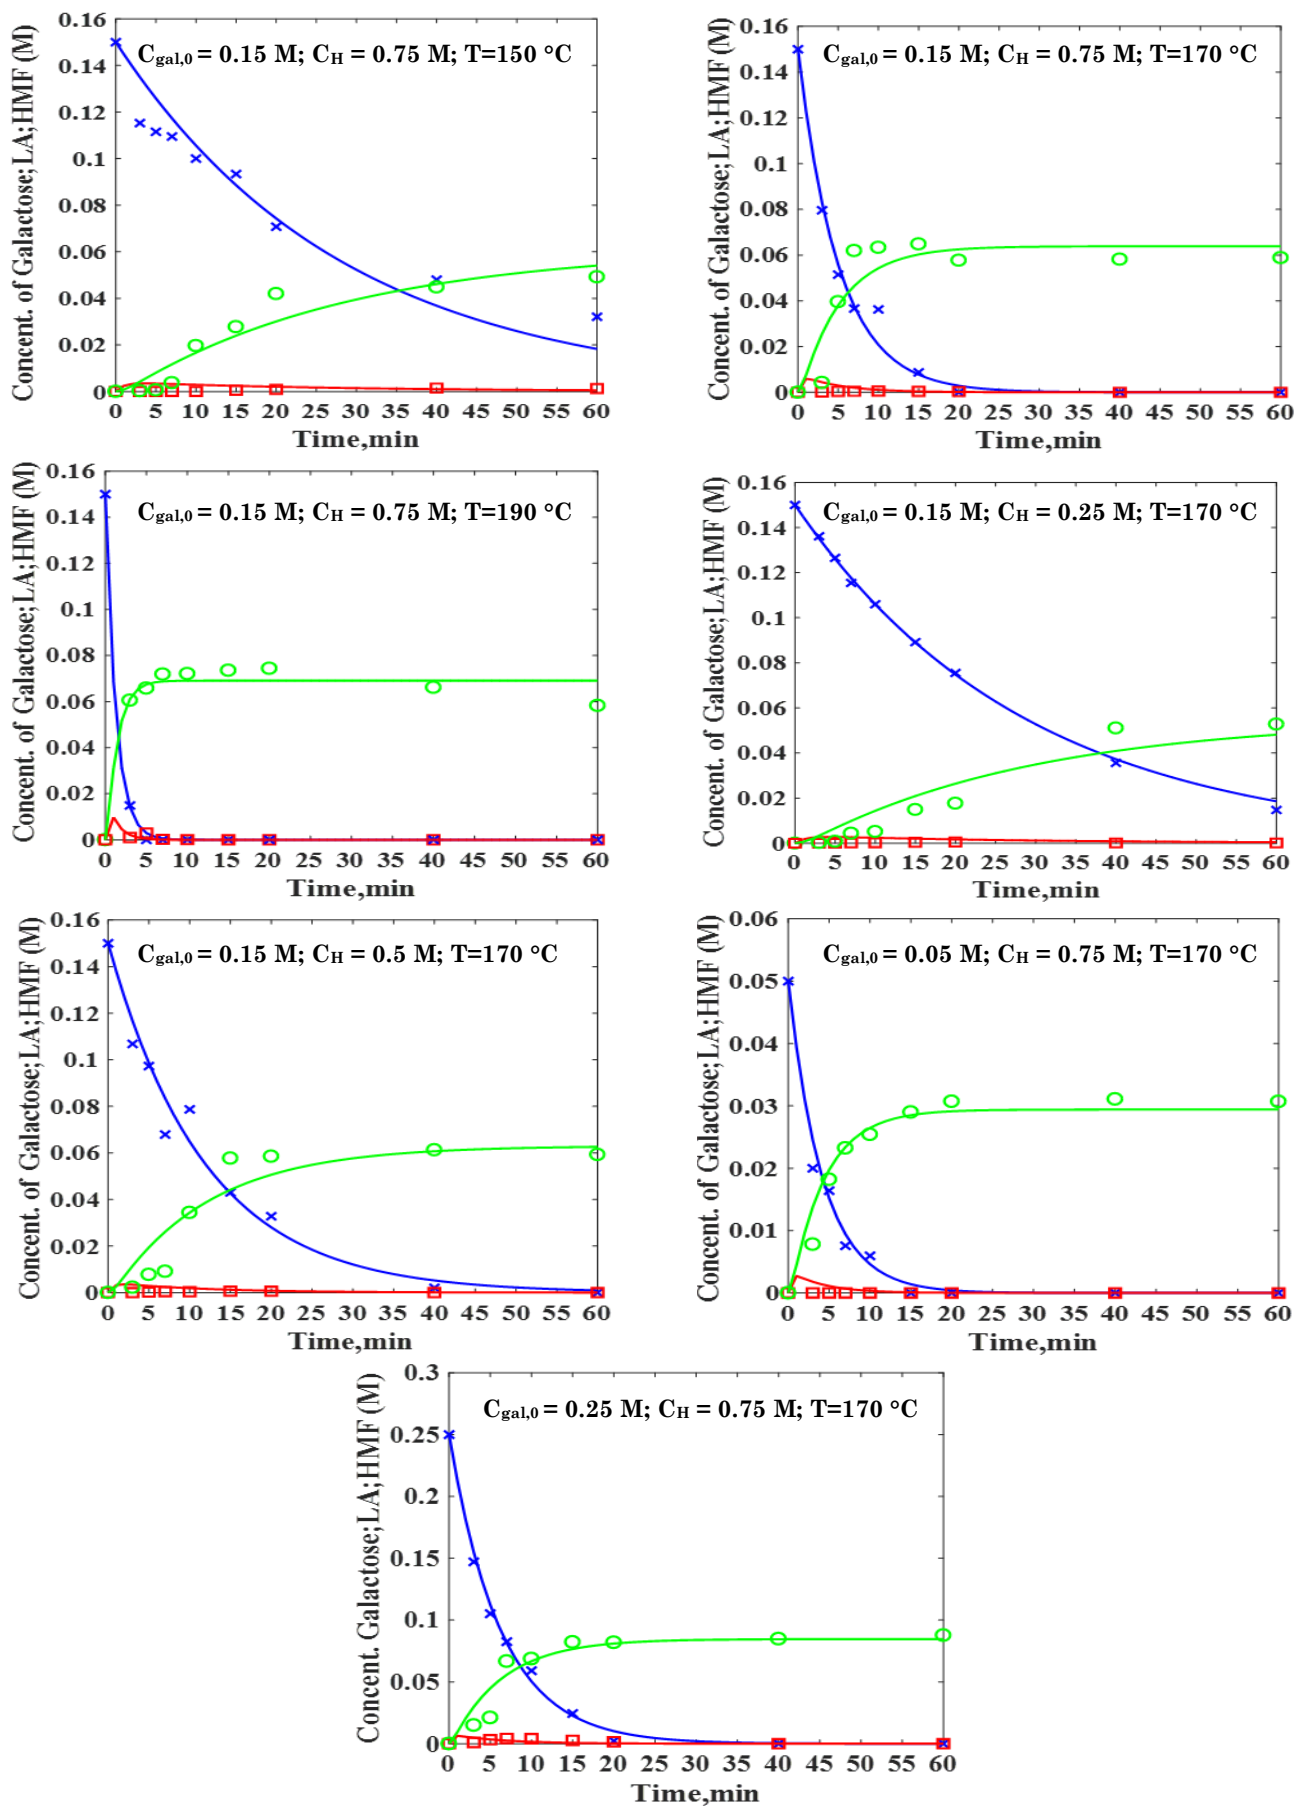 Concent. of Galactose;LA;HMF (M)
0.16
0.14
0.12
0.1
0.08
0.06
0.04
0.02
0
C_gal,0 = 0.15 M; C_H = 0.75 M; T=150 °C
0 5 10 15 20 25 30 35 40 45 50 55 60
Time,min
Concent. of Galactose;LA;HMF (M)
0.16
0.14
0.12
0.1
0.08
0.06
0.04
0.02
0
C_gal,0 = 0.15 M; C_H = 0.75 M; T=170 °C
0 5 10 15 20 25 30 35 40 45 50 55 60
Time,min
Concent. of Galactose;LA;HMF (M)
0.16
0.14
0.12
0.1
0.08
0.06
0.04
0.02
0
C_gal,0 = 0.15 M; C_H = 0.75 M; T=190 °C
0 5 10 15 20 25 30 35 40 45 50 55 60
Time,min
Concent. of Galactose;LA;HMF (M)
0.16
0.14
0.12
0.1
0.08
0.06
0.04
0.02
0
C_gal,0 = 0.15 M; C_H = 0.25 M; T=170 °C
0 5 10 15 20 25 30 35 40 45 50 55 60
Time,min
Concent. of Galactose;LA;HMF (M)
0.16
0.14
0.12
0.1
0.08
0.06
0.04
0.02
0
C_gal,0 = 0.15 M; C_H = 0.5 M; T=170 °C
0 5 10 15 20 25 30 35 40 45 50 55 60
Time,min
Concent. of Galactose;LA;HMF (M)
0.06
0.05
0.04
0.03
0.02
0.01
0
C_gal,0 = 0.05 M; C_H = 0.75 M; T=170 °C
0 5 10 15 20 25 30 35 40 45 50 55 60
Time,min
Concent. Galactose;LA;HMF (M)
0.3
0.25
0.2
0.15
0.1
0.05
0
C_gal,0 = 0.25 M; C_H = 0.75 M; T=170 °C
0 5 10 15 20 25 30 35 40 45 50 55 60
Time,min